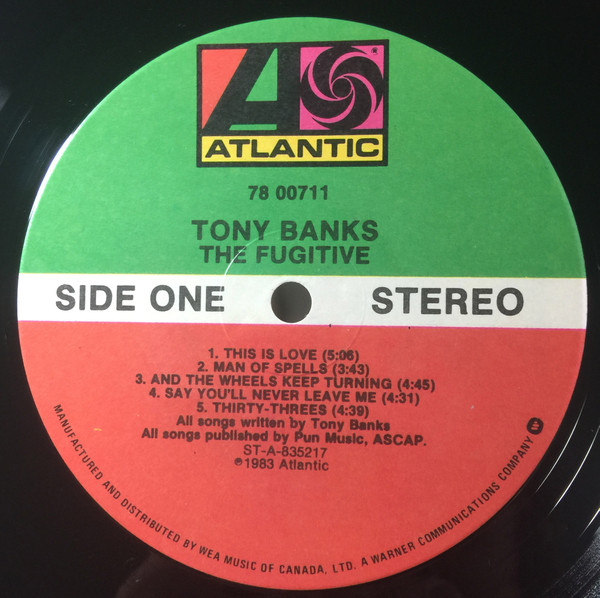 ATLANTIC
78 00711
TONY BANKS
THE FUGITIVE
SIDE ONE STEREO
1. THIS IS LOVE (5:06)
2. MAN OF SPELLS (3:43)
3. AND THE WHEELS KEEP TURNING (4:45)
4. SAY YOU'LL NEVER LEAVE ME (4:31)
5. THIRTY-THREES (4:39)
All songs written by Tony Banks
All songs published by Pun Music, ASCAP.
ST-A-835217
℗1983 Atlantic
MANUFACTURED AND DISTRIBUTED BY WEA MUSIC OF CANADA, LTD. A WARNER COMMUNICATIONS COMPANY